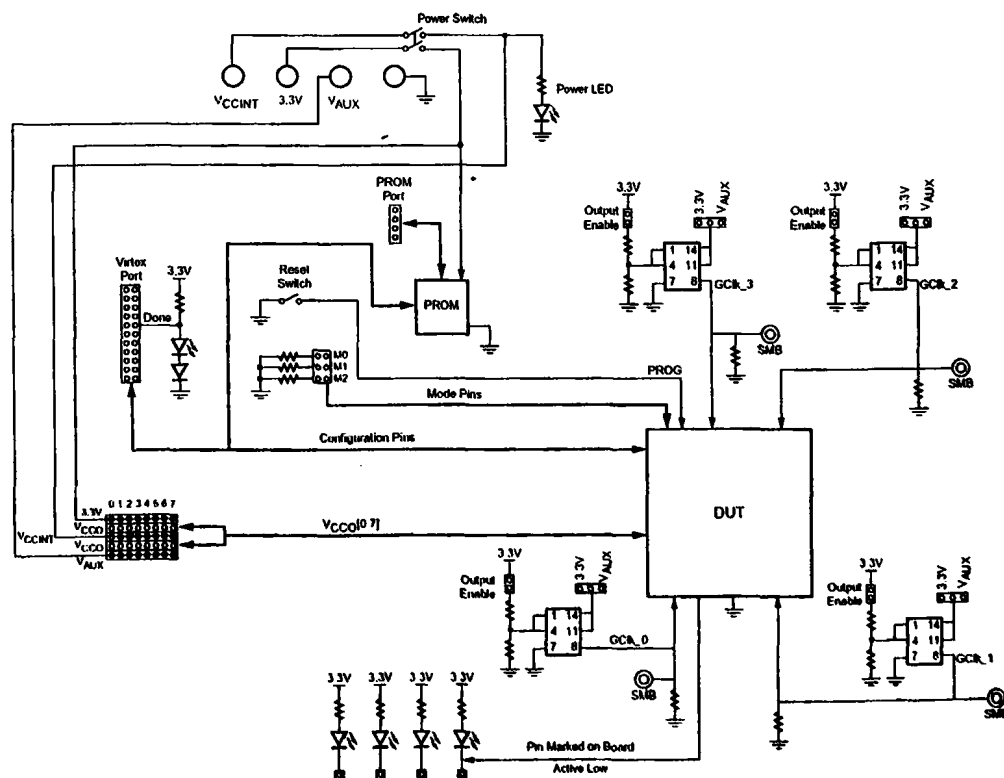 Power Switch
VCCINT
3.3V
VAUX
Power LED
PROM
Port
Virtex
Port
3.3V
Done
Reset
Switch
PROM
M0
M1
M2
PROG
Mode Pins
Configuration Pins
3.3V
Output
Enable
3.3V
VAUX
1
14
4
11
7
8
GClk_3
SMB
3.3V
Output
Enable
3.3V
VAUX
1
14
4
11
7
8
GClk_2
SMB
DUT
0 1 2 3 4 5 6 7
3.3V
VCCO
VCCINT
VCCO
VAUX
VCCO[0 7]
3.3V
Output
Enable
3.3V
VAUX
1
14
4
11
7
8
GClk_0
SMB
3.3V
Output
Enable
3.3V
VAUX
1
14
4
11
7
8
GClk_1
SMB
3.3V
3.3V
3.3V
3.3V
Pin Marked on Board
Active Low